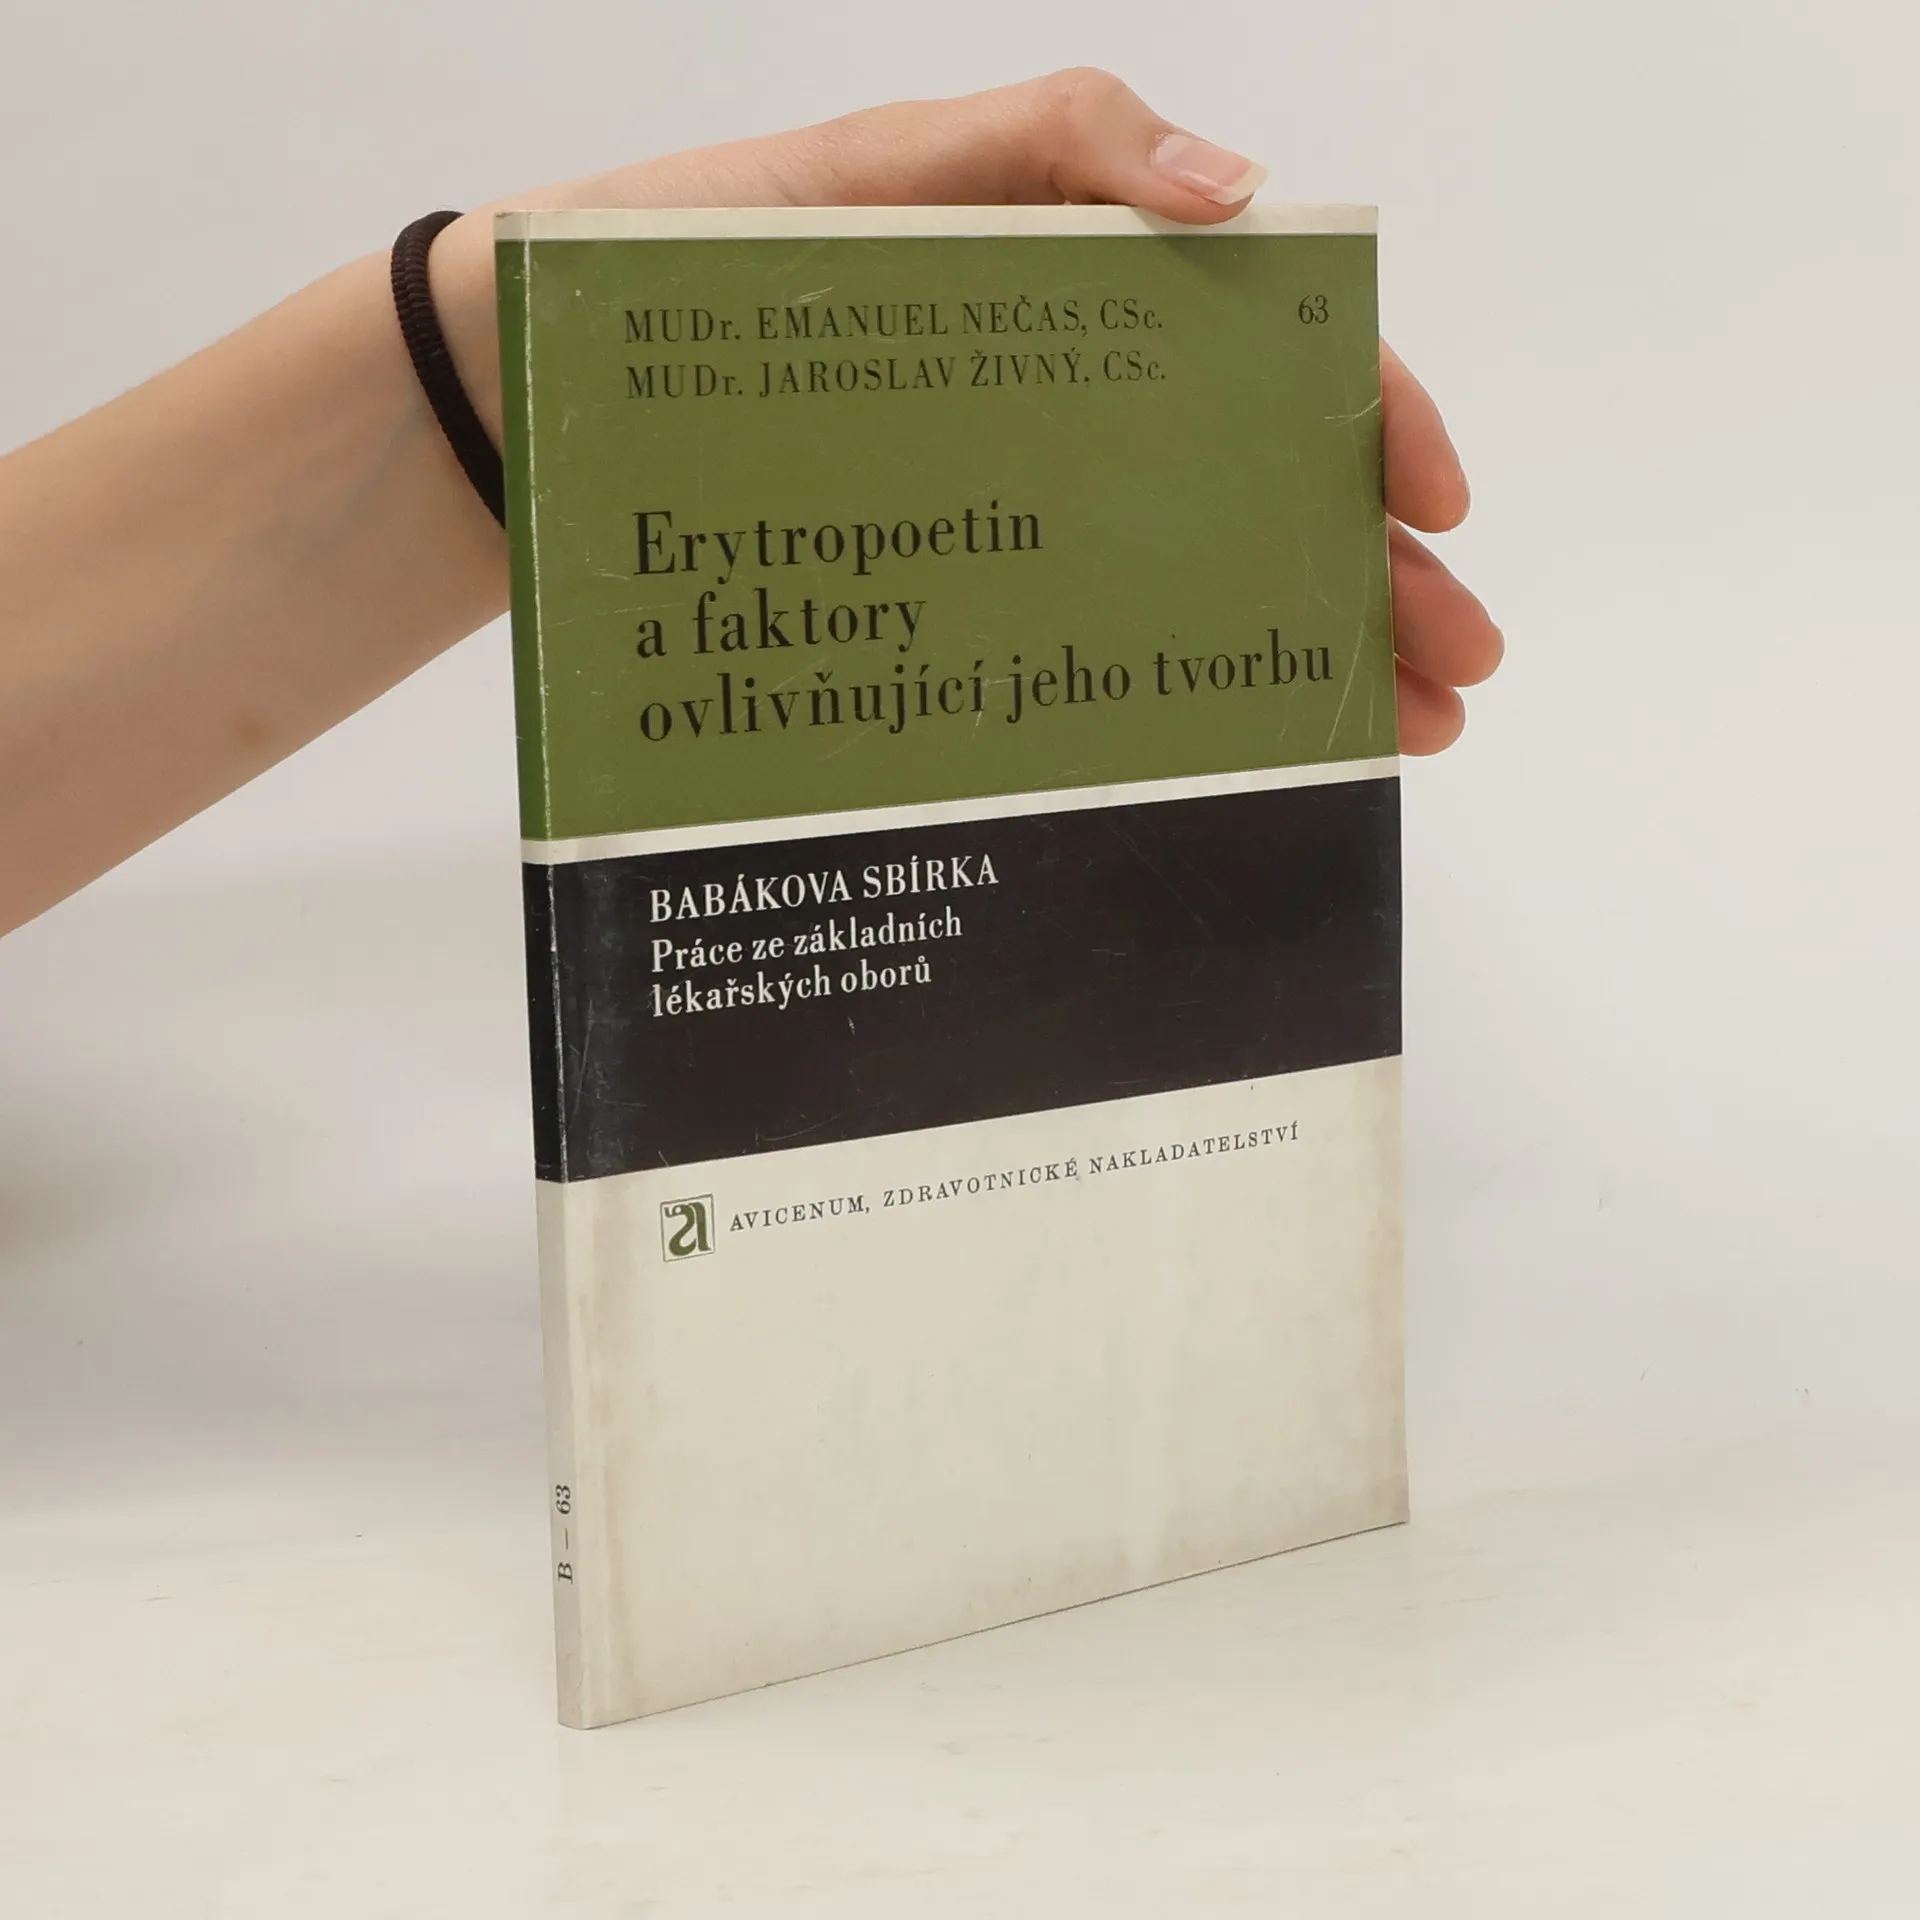 MUDr. EMANUEL NEČAS, CSc. 63
MUDr. JAROSLAV ŽIVNÝ, CSc.
Erytropoetin
a faktory
ovlivňující jeho tvorbu
BABÁKOVA SBÍRKA
Práce ze základních
lékařských oborů
AVICENUM, ZDRAVOTNICKÉ NAKLADATELSTVÍ
B – 63